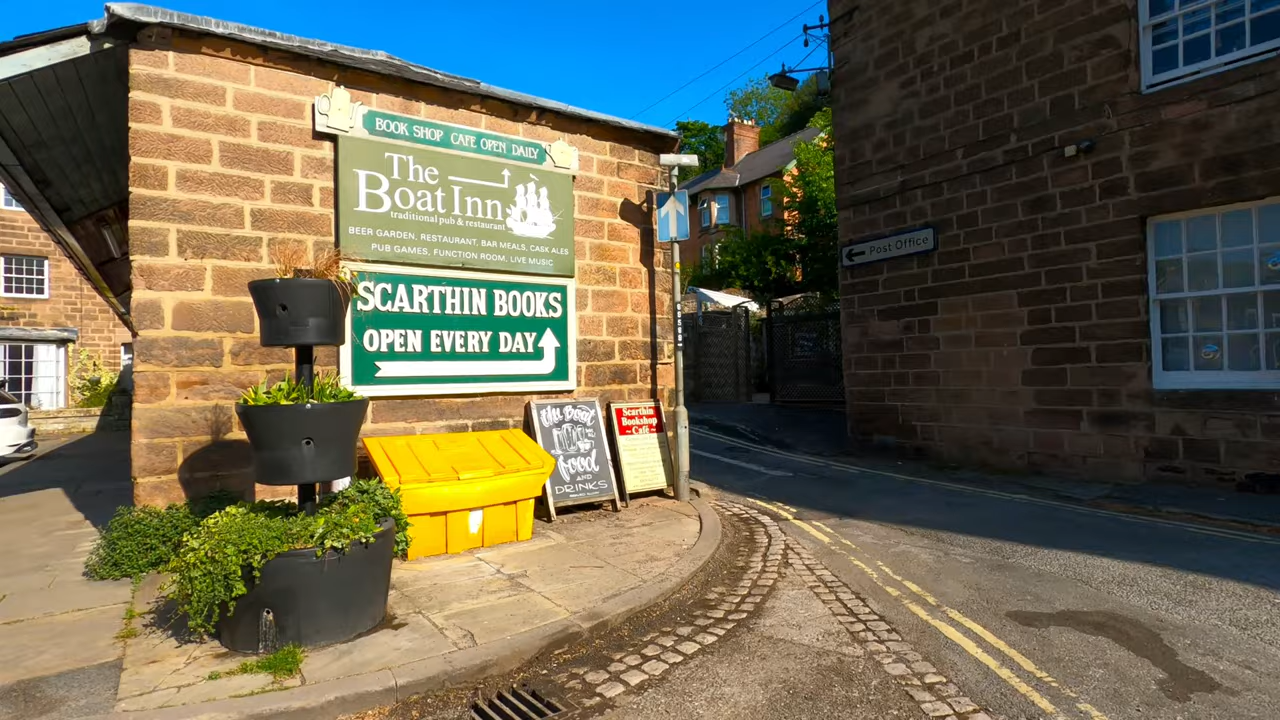 BOOK SHOP CAFE OPEN DAILY
The
Boat Inn
traditional pub & restaurant
BEER GARDEN, RESTAURANT, BAR MEALS, CASK ALES
PUB GAMES, FUNCTION ROOM, LIVE MUSIC
SCARTHIN BOOKS
OPEN EVERY DAY
The Boat
food
AND
DRINKS
Scarthin
Bookshop
~ Café ~
Post Office